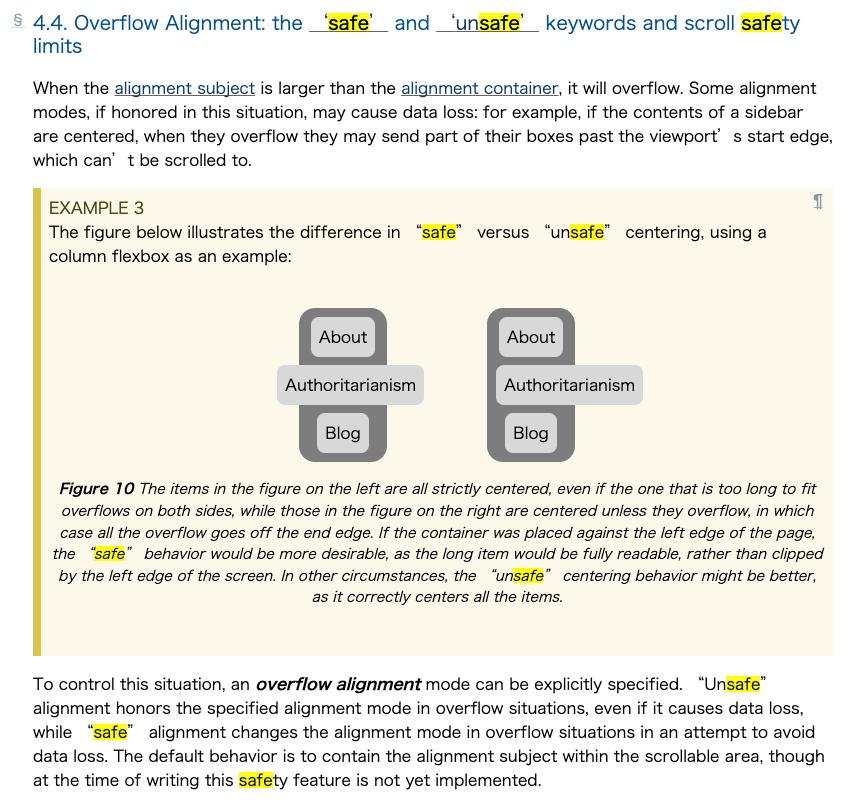 § 4.4. Overflow Alignment: the ‘safe’ and ‘unsafe’ keywords and scroll safety
limits
When the alignment subject is larger than the alignment container, it will overflow. Some alignment
modes, if honored in this situation, may cause data loss: for example, if the contents of a sidebar
are centered, when they overflow they may send part of their boxes past the viewport’s start edge,
which can’t be scrolled to.
EXAMPLE 3 ¶
The figure below illustrates the difference in “safe” versus “unsafe” centering, using a
column flexbox as an example:
About About
Authoritarianism Authoritarianism
Blog Blog
Figure 10 The items in the figure on the left are all strictly centered, even if the one that is too long to fit
overflows on both sides, while those in the figure on the right are centered unless they overflow, in which
case all the overflow goes off the end edge. If the container was placed against the left edge of the page,
the “safe” behavior would be more desirable, as the long item would be fully readable, rather than clipped
by the left edge of the screen. In other circumstances, the “unsafe” centering behavior might be better,
as it correctly centers all the items.
To control this situation, an overflow alignment mode can be explicitly specified. “Unsafe”
alignment honors the specified alignment mode in overflow situations, even if it causes data loss,
while “safe” alignment changes the alignment mode in overflow situations in an attempt to avoid
data loss. The default behavior is to contain the alignment subject within the scrollable area, though
at the time of writing this safety feature is not yet implemented.